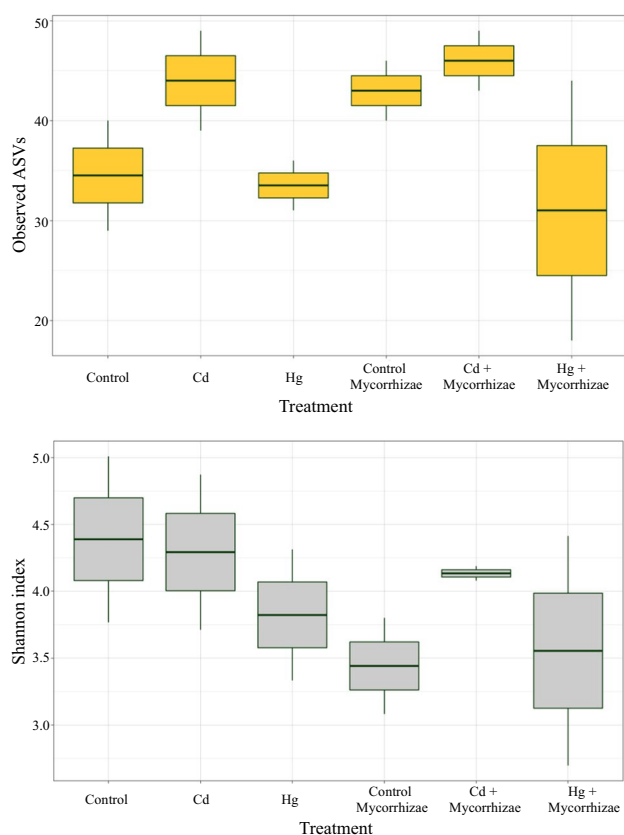 50
40
30
20
Observed ASVs
Control
Cd
Hg
Control
Mycorrhizae
Cd +
Mycorrhizae
Hg +
Mycorrhizae
Treatment
5.0
4.5
4.0
3.5
3.0
Shannon index
Control
Cd
Hg
Control
Mycorrhizae
Cd +
Mycorrhizae
Hg +
Mycorrhizae
Treatment